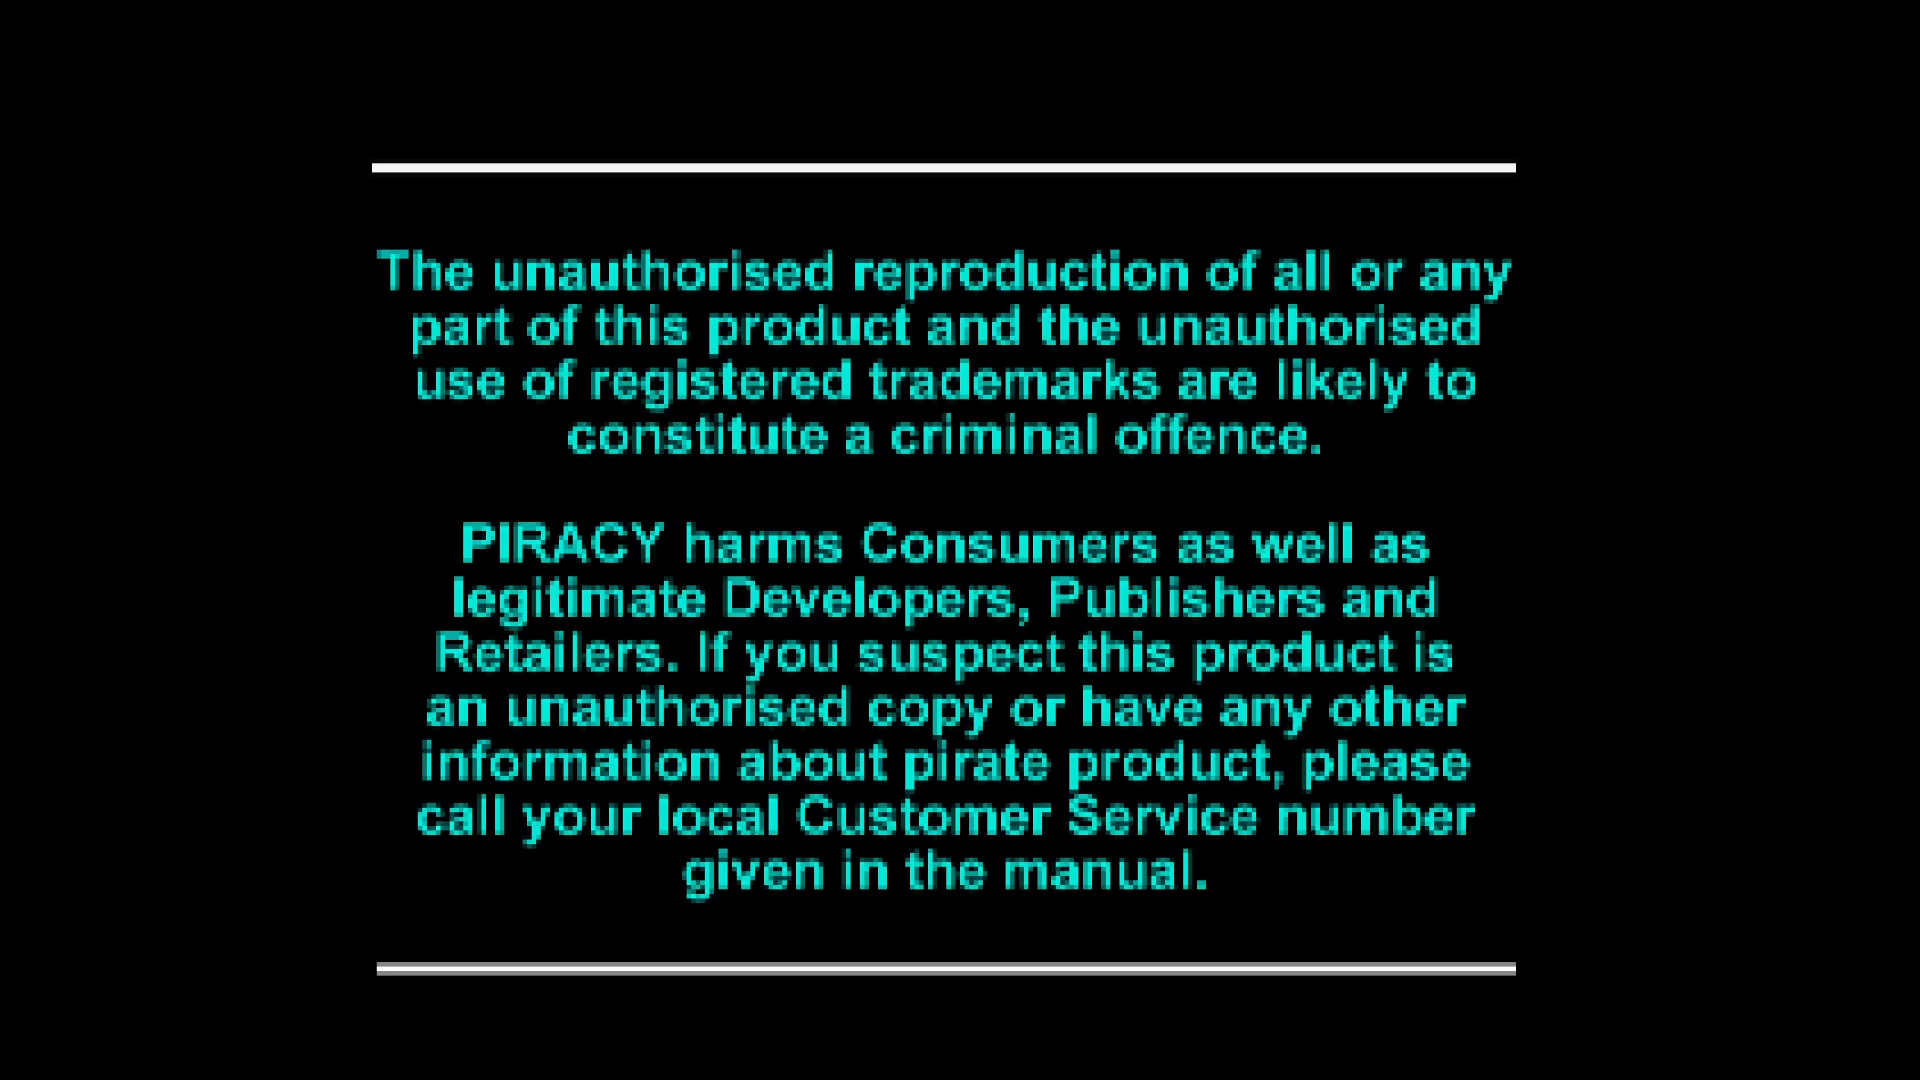 The unauthorised reproduction of all or any
part of this product and the unauthorised
use of registered trademarks are likely to
constitute a criminal offence.
PIRACY harms Consumers as well as
legitimate Developers, Publishers and
Retailers. If you suspect this product is
an unauthorised copy or have any other
information about pirate product, please
call your local Customer Service number
given in the manual.